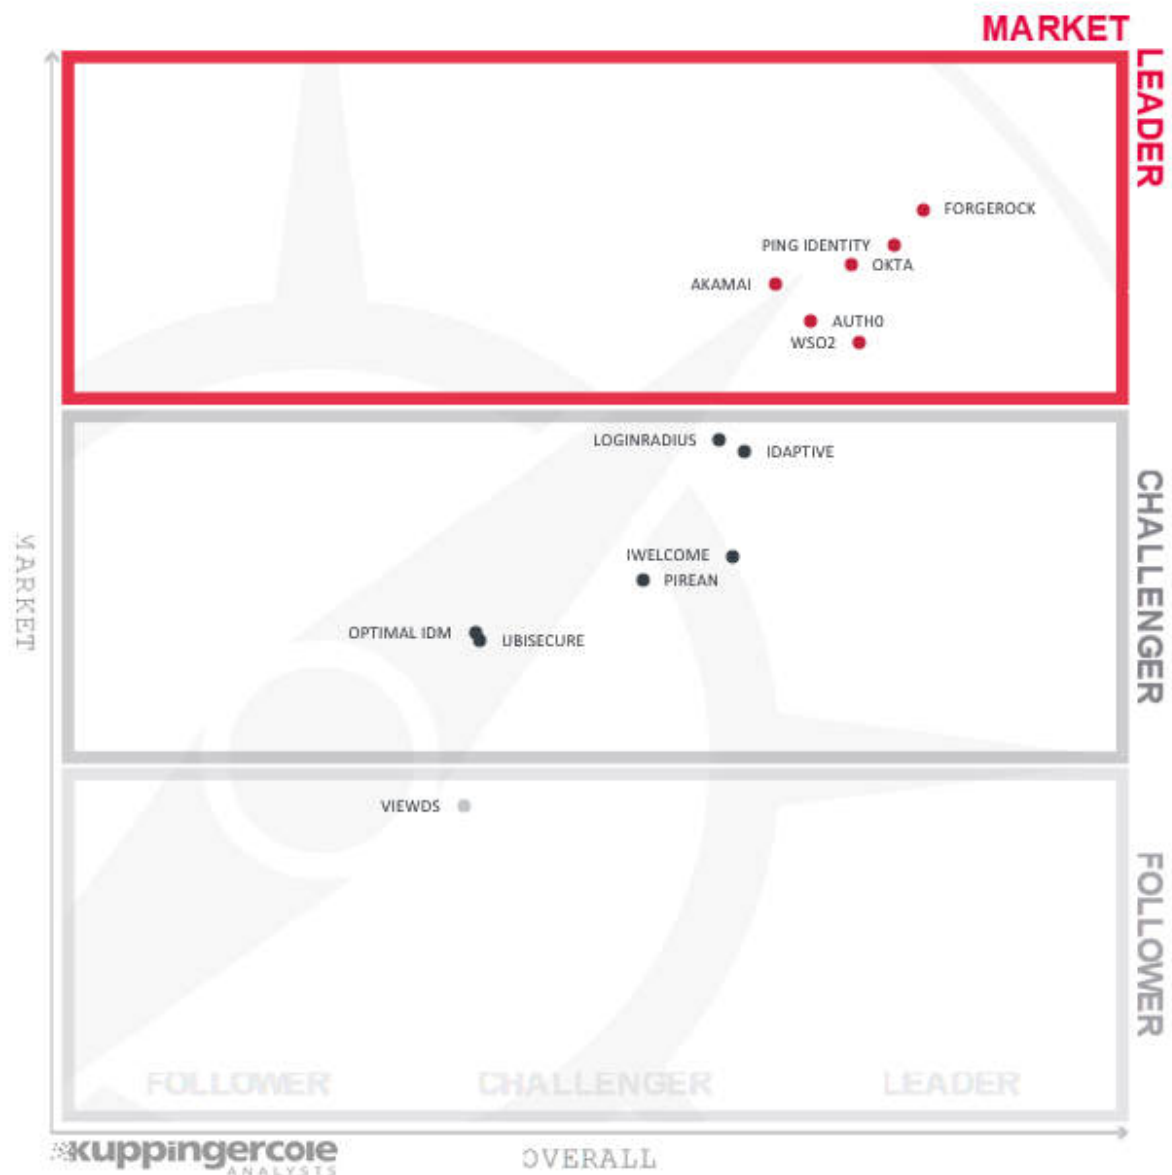 MARKET
LEADER
FORGEROCK
PING IDENTITY
OKTA
AKAMAI
AUTH0
WSO2
LOGINRADIUS
IDAPTIVE
CHALLENGER
IWELCOME
PIREAN
MARKET
OPTIMAL IDM
UBISECURE
VIEWDS
FOLLOWER
FOLLOWER CHALLENGER LEADER
kuppingercole
ANALYSTS
OVERALL